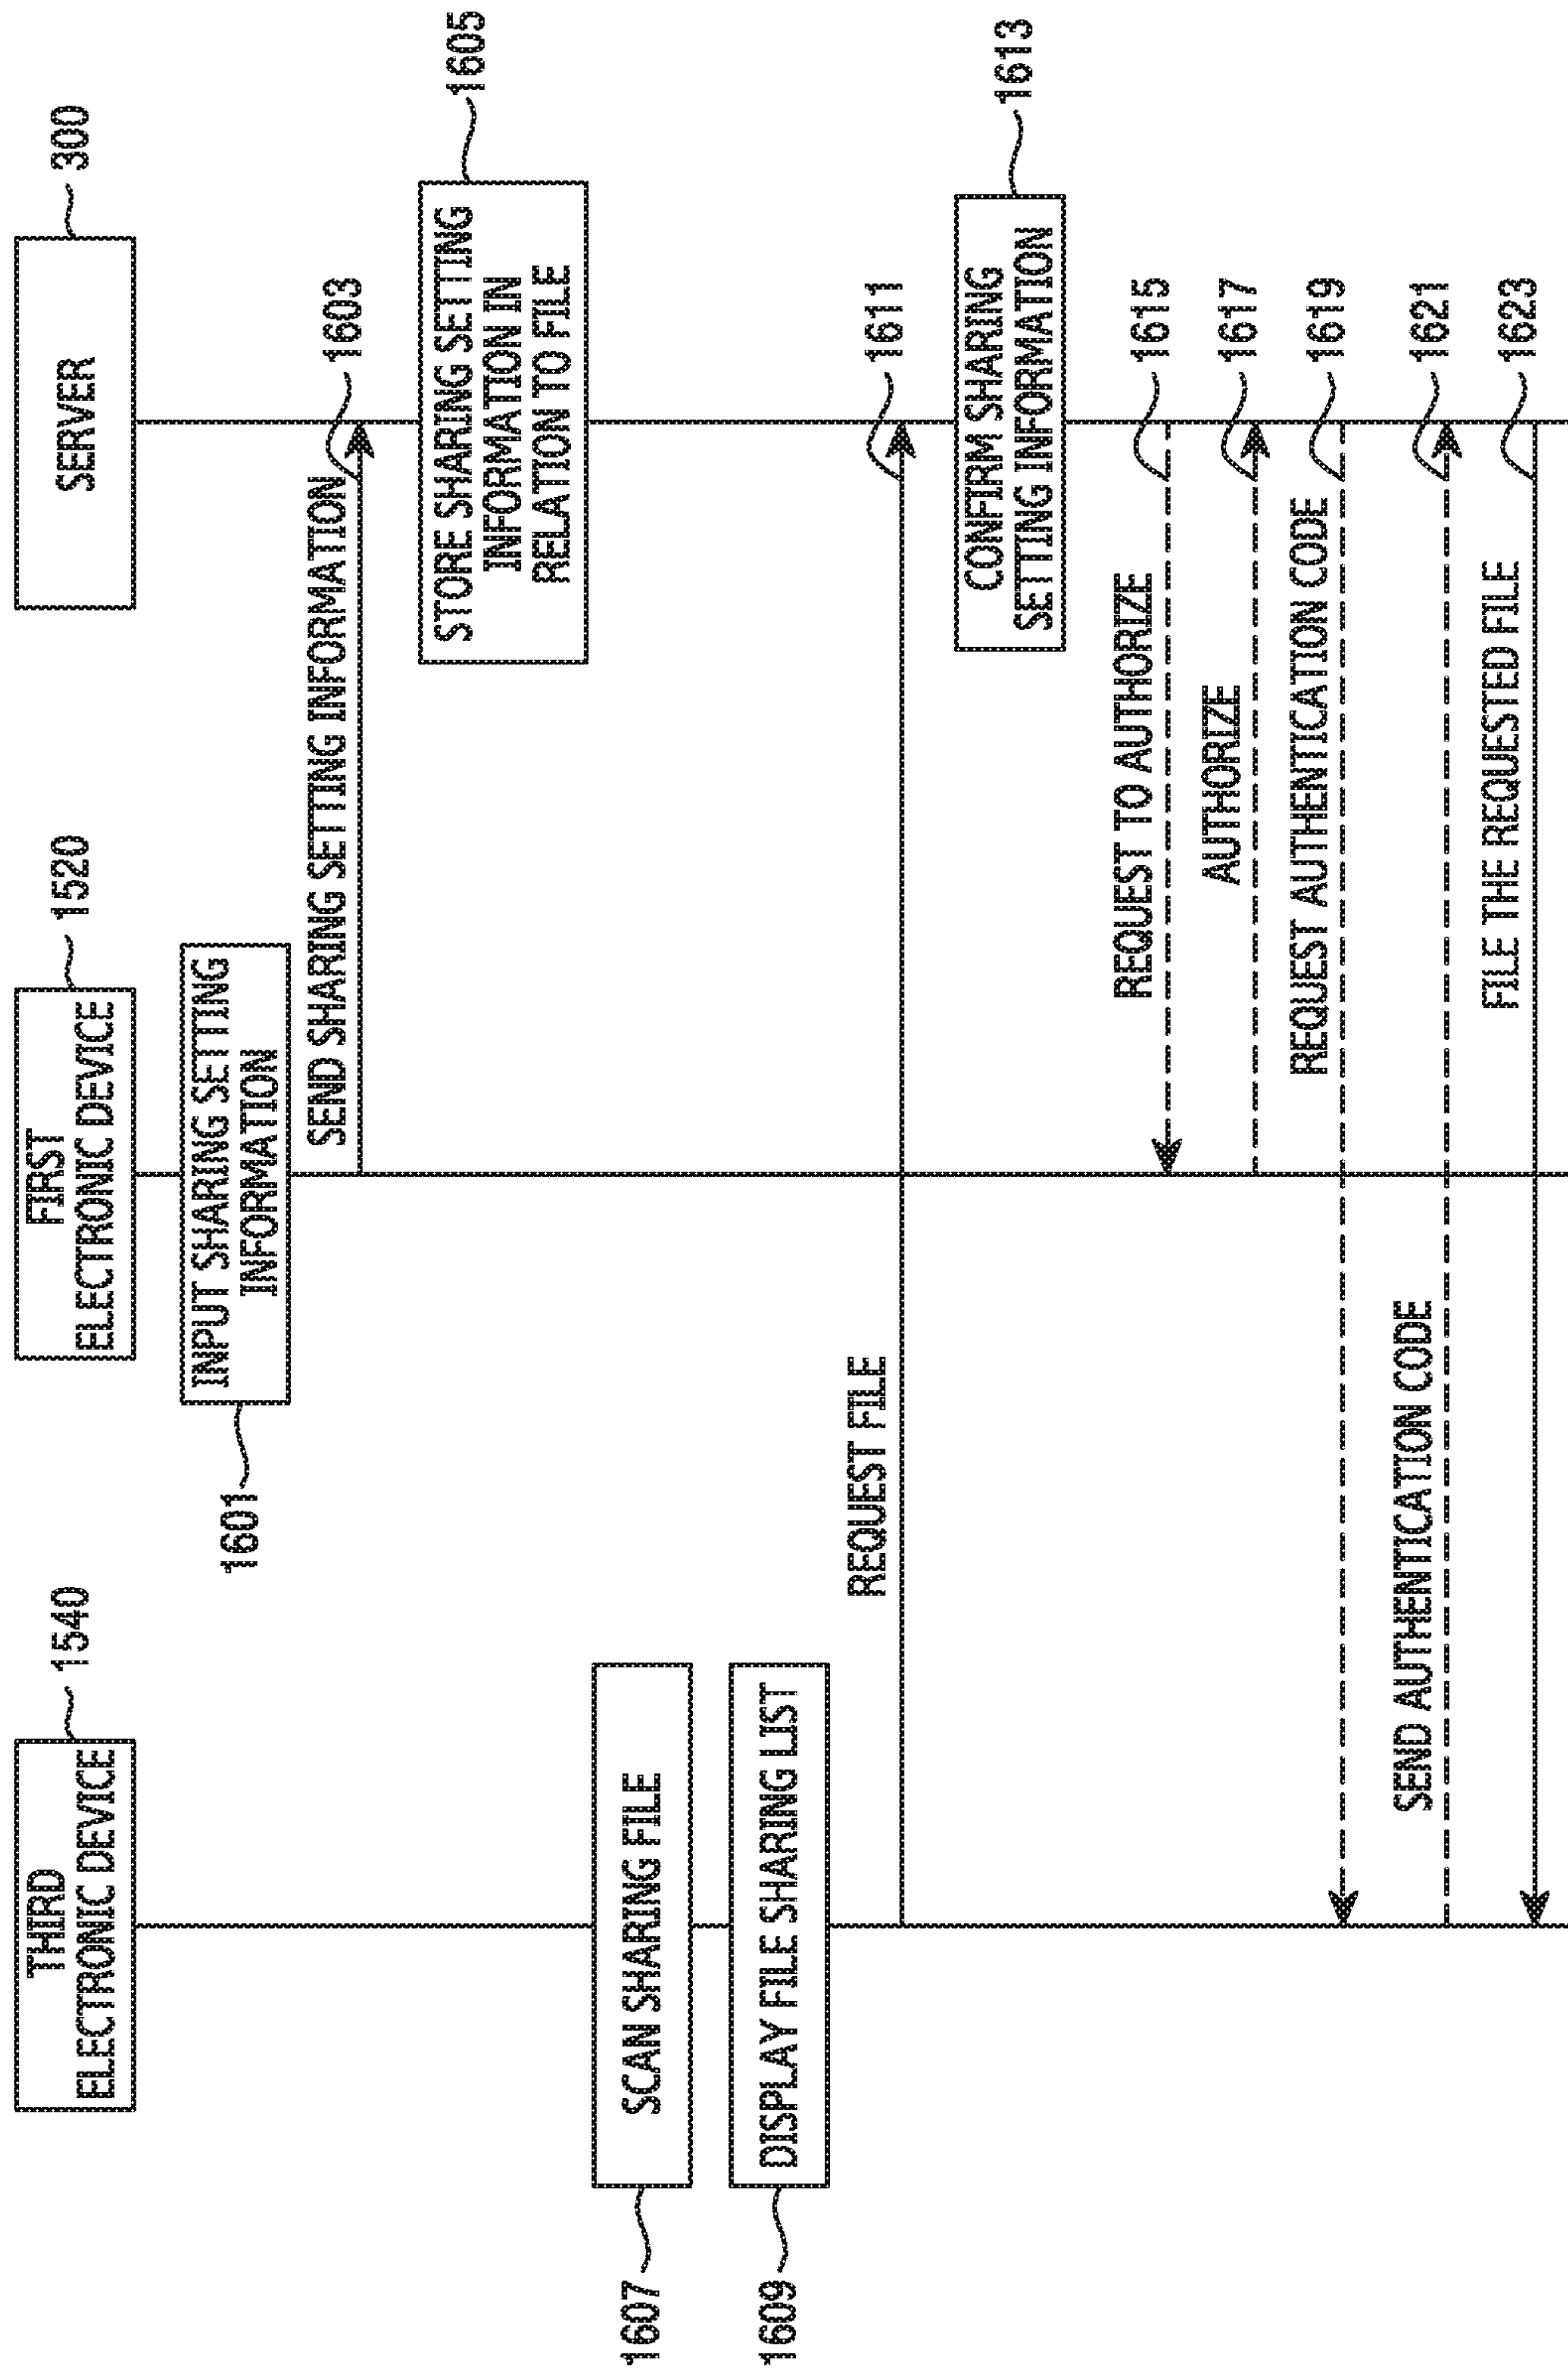 THIRD
ELECTRONIC DEVICE
1540
FIRST
ELECTRONIC DEVICE
1520
SERVER
300
1601
INPUT SHARING SETTING
INFORMATION
SEND SHARING SETTING INFORMATION
1603
STORE SHARING SETTING
INFORMATION IN
RELATION TO FILE
1605
1607
SCAN SHARING FILE
1609
DISPLAY FILE SHARING LIST
REQUEST FILE
1611
CONFIRM SHARING
SETTING INFORMATION
1613
REQUEST TO AUTHORIZE
1615
AUTHORIZE
1617
REQUEST AUTHENTICATION CODE
1619
SEND AUTHENTICATION CODE
1621
FILE THE REQUESTED FILE
1623